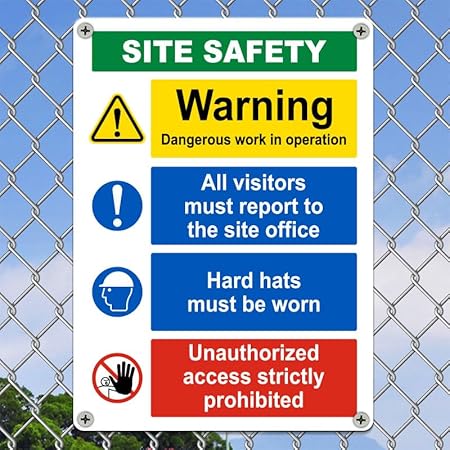 SITE SAFETY
Warning
Dangerous work in operation
All visitors
must report to
the site office
Hard hats
must be worn
Unauthorized
access strictly
prohibited